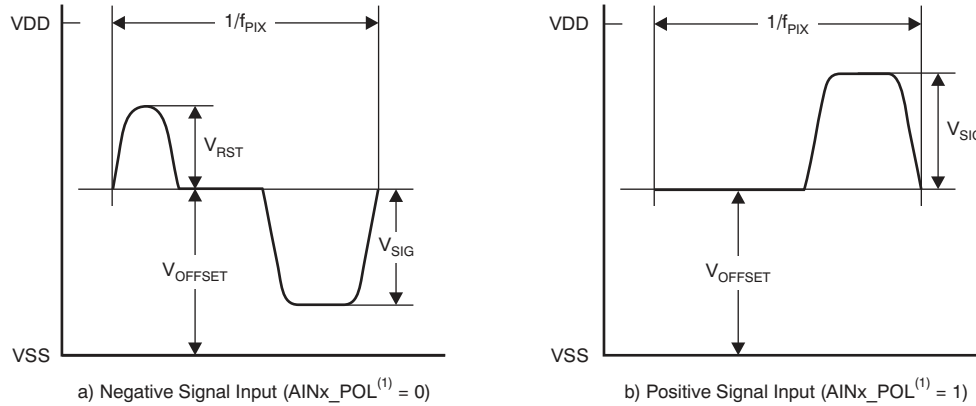 VDD
1/fPIX
VRST
VOFFSET
VSIG
VSS
a) Negative Signal Input (AINx_POL(1) = 0)
VDD
1/fPIX
VSIG
VOFFSET
VSS
b) Positive Signal Input (AINx_POL(1) = 1)